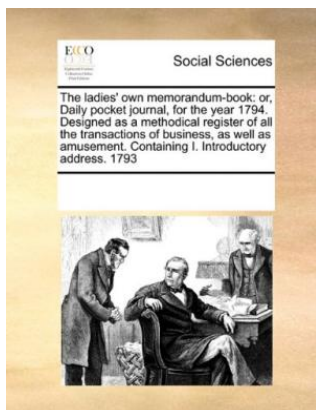 ECCO
Social Sciences
The ladies' own memorandum-book: or,
Daily pocket journal, for the year 1794.
Designed as a methodical register of all
the transactions of business, as well as
amusement. Containing I. Introductory
address. 1793